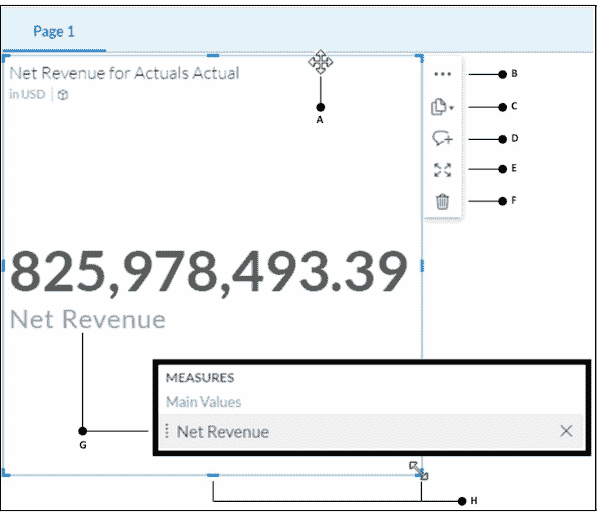 Page 1
Net Revenue for Actuals Actual
in USD
A
B
C
D
E
F
825,978,493.39
Net Revenue
MEASURES
Main Values
Net Revenue
G
H